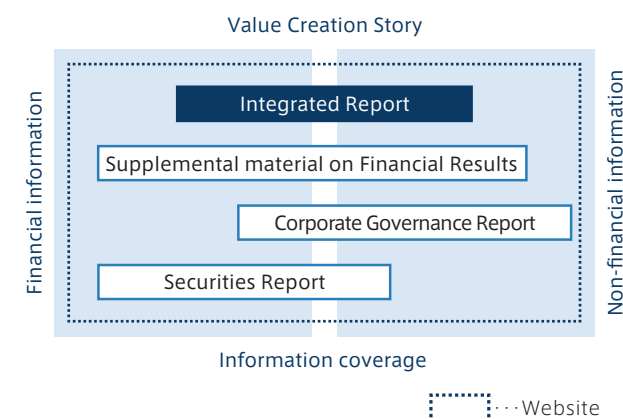 Value Creation Story
Financial information
Non-financial information
Integrated Report
Supplemental material on Financial Results
Corporate Governance Report
Securities Report
Information coverage
···Website